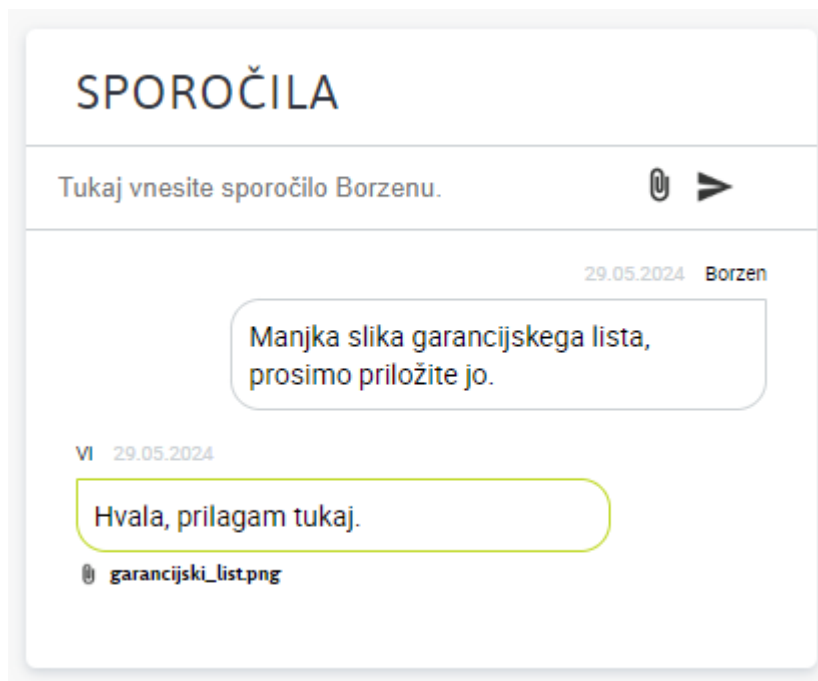 SPOROČILA
Tukaj vnesite sporočilo Borzenu.
29.05.2024 Borzen
Manjka slika garancijskega lista,
prosimo priložite jo.
VI 29.05.2024
Hvala, prilagam tukaj.
garancijski_list.png